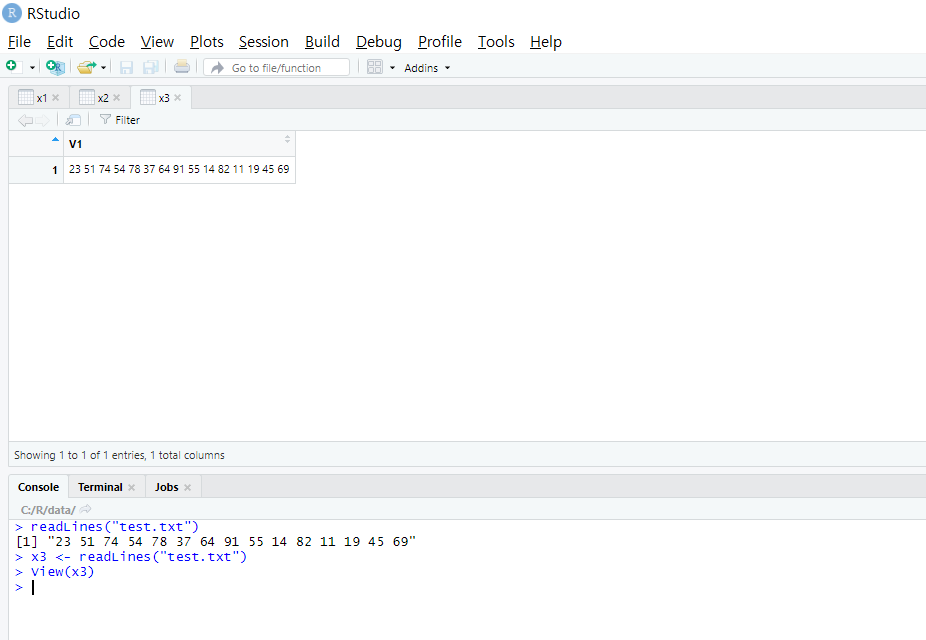 R RStudio
File Edit Code View Plots Session Build Debug Profile Tools Help
R Go to file/function Addins
x1 x2 x3
Filter
V1
1 23 51 74 54 78 37 64 91 55 14 82 11 19 45 69
Showing 1 to 1 of 1 entries, 1 total columns
Console Terminal Jobs
C:/R/data/
> readLines("test.txt")
[1] "23 51 74 54 78 37 64 91 55 14 82 11 19 45 69"
> x3 <- readLines("test.txt")
> View(x3)
>